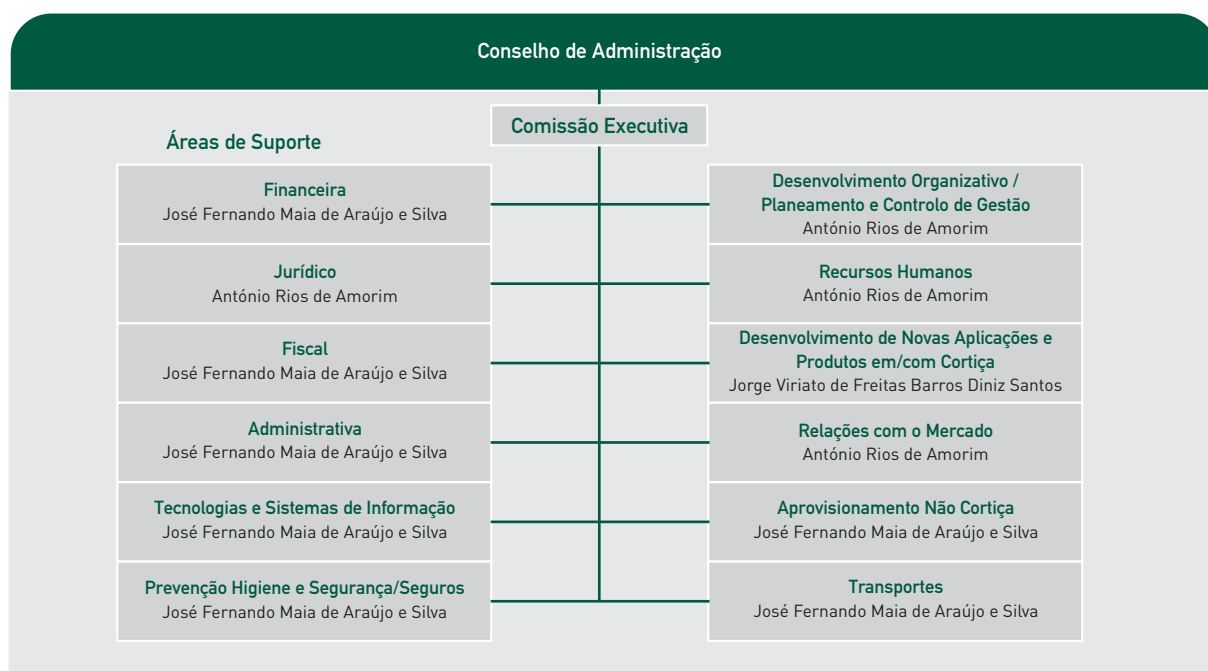 Conselho de Administração
Comissão Executiva
Áreas de Suporte
Financeira
José Fernando Maia de Araújo e Silva
Jurídico
António Rios de Amorim
Fiscal
José Fernando Maia de Araújo e Silva
Administrativa
José Fernando Maia de Araújo e Silva
Tecnologias e Sistemas de Informação
José Fernando Maia de Araújo e Silva
Prevenção Higiene e Segurança/Seguros
José Fernando Maia de Araújo e Silva
Desenvolvimento Organizativo /
Planeamento e Controlo de Gestão
António Rios de Amorim
Recursos Humanos
António Rios de Amorim
Desenvolvimento de Novas Aplicações e
Produtos em/com Cortiça
Jorge Viriato de Freitas Barros Diniz Santos
Relações com o Mercado
António Rios de Amorim
Aprovisionamento Não Cortiça
José Fernando Maia de Araújo e Silva
Transportes
José Fernando Maia de Araújo e Silva